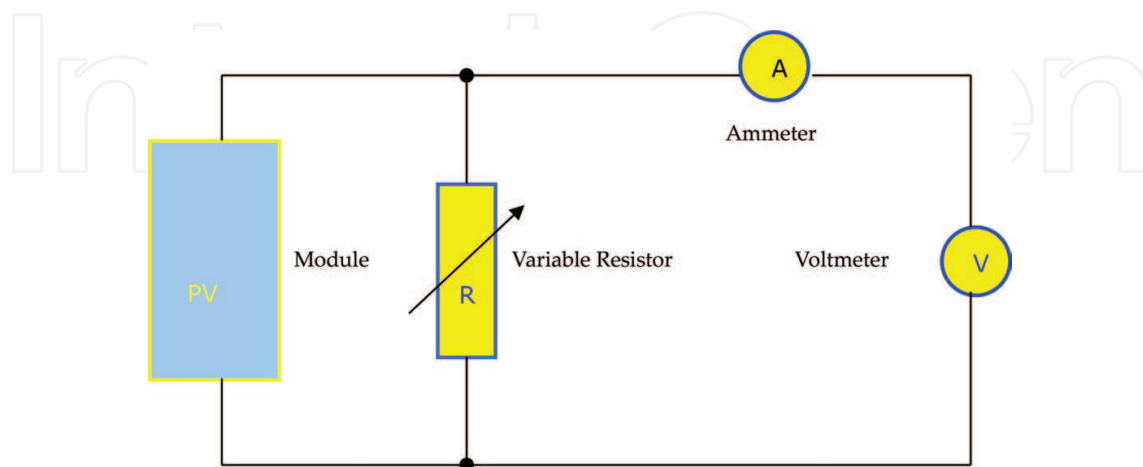 A
Ammeter
Module
Variable Resistor
Voltmeter
V
PV
R